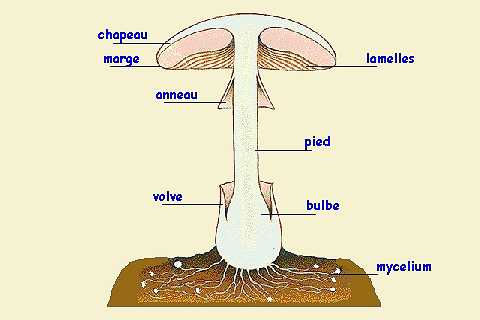 chapeau
marge
lamelles
anneau
pied
volve
bulbe
mycelium